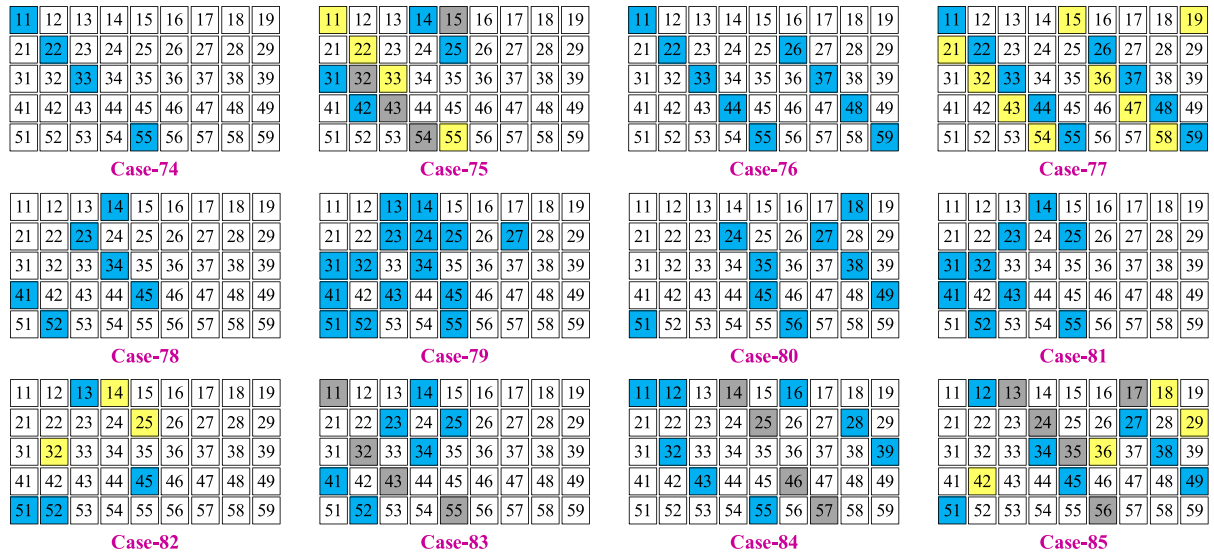 11 12 13 14 15 16 17 18 19 11 12 13 14 15 16 17 18 19 11 12 13 14 15 16 17 18 19 11 12 13 14 15 16 17 18 19
21 22 23 24 25 26 27 28 29 21 22 23 24 25 26 27 28 29 21 22 23 24 25 26 27 28 29 21 22 23 24 25 26 27 28 29
31 32 33 34 35 36 37 38 39 31 32 33 34 35 36 37 38 39 31 32 33 34 35 36 37 38 39 31 32 33 34 35 36 37 38 39
41 42 43 44 45 46 47 48 49 41 42 43 44 45 46 47 48 49 41 42 43 44 45 46 47 48 49 41 42 43 44 45 46 47 48 49
51 52 53 54 55 56 57 58 59 51 52 53 54 55 56 57 58 59 51 52 53 54 55 56 57 58 59 51 52 53 54 55 56 57 58 59
Case-74 Case-75 Case-76 Case-77
11 12 13 14 15 16 17 18 19 11 12 13 14 15 16 17 18 19 11 12 13 14 15 16 17 18 19 11 12 13 14 15 16 17 18 19
21 22 23 24 25 26 27 28 29 21 22 23 24 25 26 27 28 29 21 22 23 24 25 26 27 28 29 21 22 23 24 25 26 27 28 29
31 32 33 34 35 36 37 38 39 31 32 33 34 35 36 37 38 39 31 32 33 34 35 36 37 38 39 31 32 33 34 35 36 37 38 39
41 42 43 44 45 46 47 48 49 41 42 43 44 45 46 47 48 49 41 42 43 44 45 46 47 48 49 41 42 43 44 45 46 47 48 49
51 52 53 54 55 56 57 58 59 51 52 53 54 55 56 57 58 59 51 52 53 54 55 56 57 58 59 51 52 53 54 55 56 57 58 59
Case-78 Case-79 Case-80 Case-81
11 12 13 14 15 16 17 18 19 11 12 13 14 15 16 17 18 19 11 12 13 14 15 16 17 18 19 11 12 13 14 15 16 17 18 19
21 22 23 24 25 26 27 28 29 21 22 23 24 25 26 27 28 29 21 22 23 24 25 26 27 28 29 21 22 23 24 25 26 27 28 29
31 32 33 34 35 36 37 38 39 31 32 33 34 35 36 37 38 39 31 32 33 34 35 36 37 38 39 31 32 33 34 35 36 37 38 39
41 42 43 44 45 46 47 48 49 41 42 43 44 45 46 47 48 49 41 42 43 44 45 46 47 48 49 41 42 43 44 45 46 47 48 49
51 52 53 54 55 56 57 58 59 51 52 53 54 55 56 57 58 59 51 52 53 54 55 56 57 58 59 51 52 53 54 55 56 57 58 59
Case-82 Case-83 Case-84 Case-85